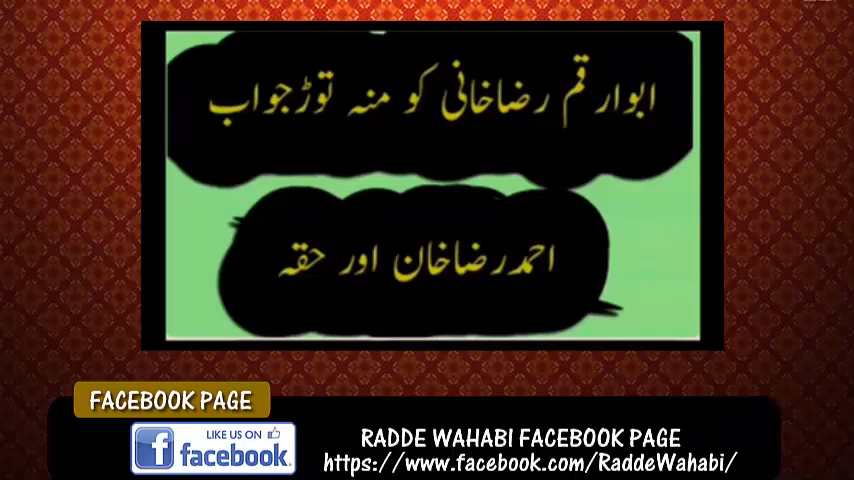 ابوارقم رضاخانی کو منہ توڑ جواب
احمد رضاخان اور حقہ
FACEBOOK PAGE
LIKE US ON
facebook
RADDE WAHABI FACEBOOK PAGE
https://www.facebook.com/RaddeWahabi/